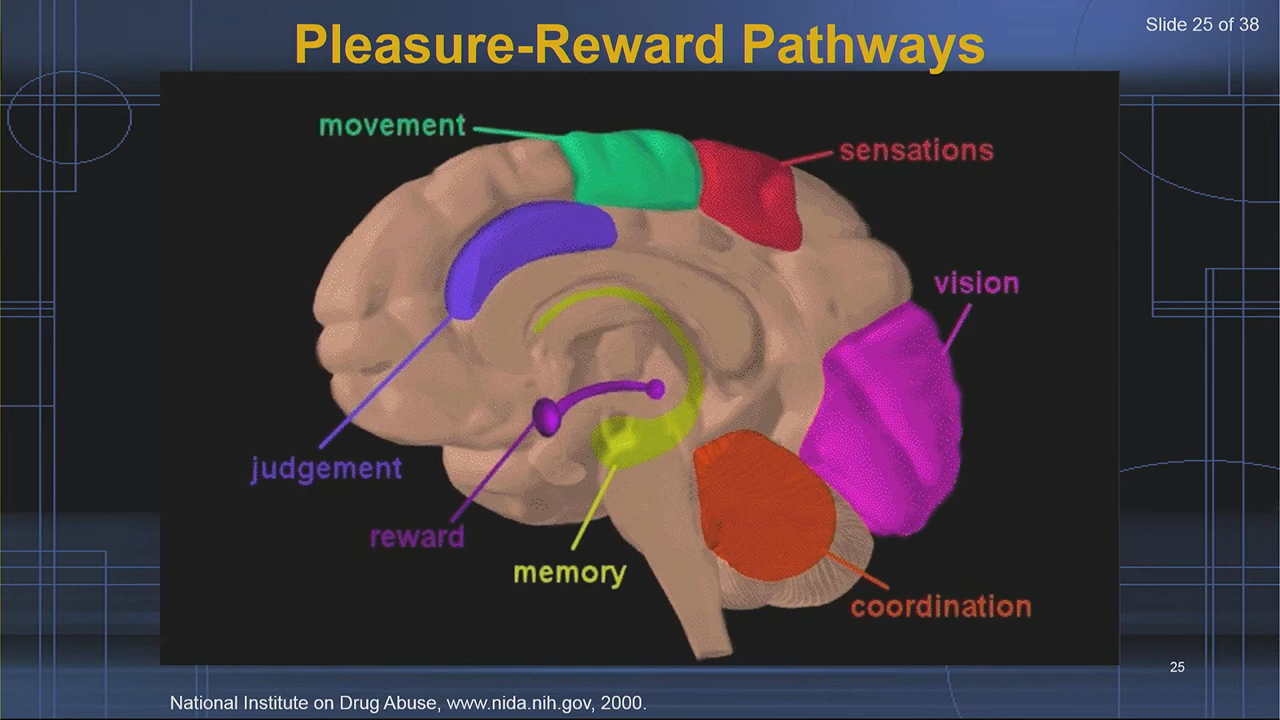 Slide 25 of 38
Pleasure-Reward Pathways
movement
sensations
vision
judgement
reward
memory
coordination
25
National Institute on Drug Abuse, www.nida.nih.gov, 2000.